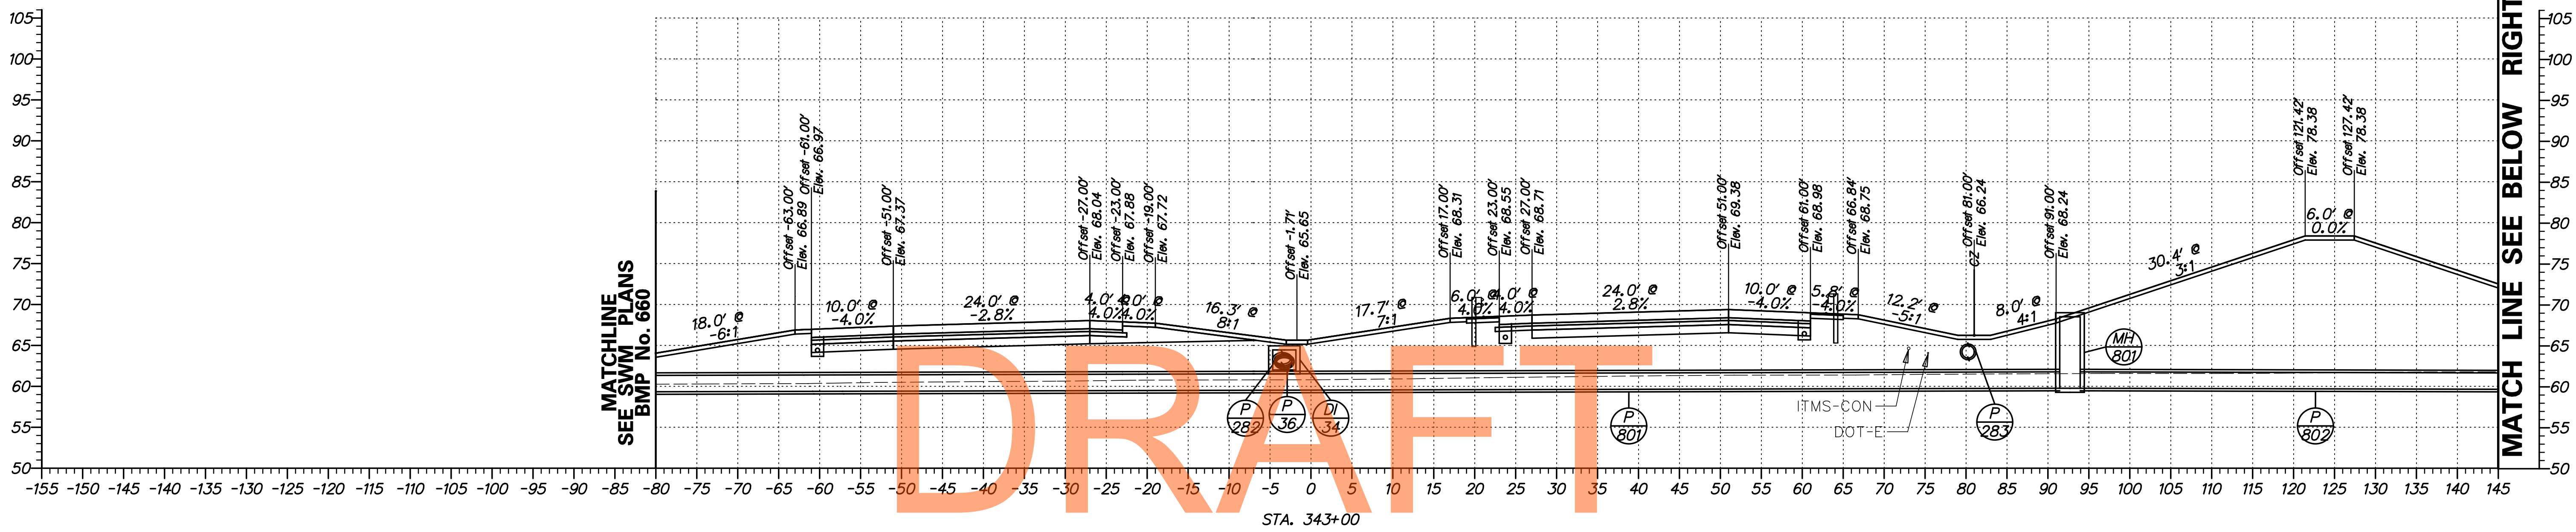 105
100
95
90
85
80
75
70
65
60
55
50
MATCHLINE
SEE SWM PLANS
BMP No. 660
Offset -63.00'
Elev. 66.89
Offset -61.00'
Elev. 66.97
Offset -51.00'
Elev. 67.37
Offset -27.00'
Elev. 68.04
Offset -23.00'
Elev. 67.88
Offset -19.00'
Elev. 67.72
Offset -1.71'
Elev. 65.65
Offset 17.00'
Elev. 68.31
Offset 23.00'
Elev. 68.55
Offset 27.00'
Elev. 68.71
Offset 51.00'
Elev. 69.38
Offset 61.00'
Elev. 68.98
Offset 66.84'
Elev. 68.75
CZ Offset 81.00'
Elev. 66.24
Offset 91.00'
Elev. 68.24
Offset 121.42'
Elev. 78.38
Offset 127.42'
Elev. 78.38
18.0' @
-6:1
10.0' @
-4.0%
24.0' @
-2.8%
4.0' @
4.0%
4.0' @
4.0%
16.3' @
8:1
17.7' @
7:1
6.0' @
4.0%
4.0' @
4.0%
24.0' @
2.8%
10.0' @
-4.0%
5.8' @
-4.0%
12.2' @
-5:1
8.0' @
4:1
30.4' @
3:1
6.0' @
0.0%
P
282
P
36
DI
34
P
801
ITMS-CON
DOT-E
P
283
MH
801
P
802
MATCH LINE SEE BELOW RIGHT
105
100
95
90
85
80
75
70
65
60
55
50
-155 -150 -145 -140 -135 -130 -125 -120 -115 -110 -105 -100 -95 -90 -85 -80 -75 -70 -65 -60 -55 -50 -45 -40 -35 -30 -25 -20 -15 -10 -5 0 5 10 15 20 25 30 35 40 45 50 55 60 65 70 75 80 85 90 95 100 105 110 115 120 125 130 135 140 145
STA. 343+00
DRAFT